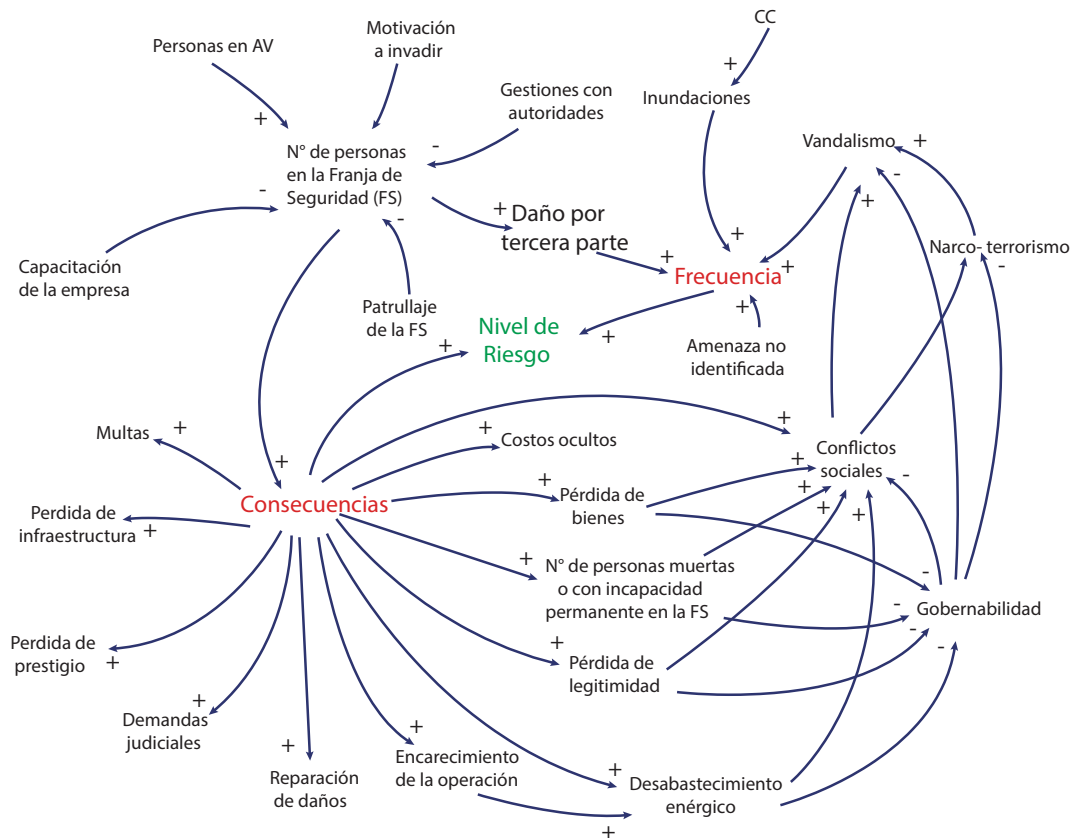 CC
Motivación
a invadir
Personas en AV
+
Gestiones con
autoridades
Inundaciones
+
-
Vandalismo
+
N° de personas
en la Franja de
Seguridad (FS)
-
-
+
-
+ Daño por
tercera parte
+
Narco- terrorismo
-
Capacitación
de la empresa
+
Frecuencia
+
+
Patrullaje
de la FS
Nivel de
Riesgo
+
+
Amenaza no
identificada
Multas
+
+
Costos ocultos
+
Conflictos
sociales
+
+
-
Consecuencias
+
Pérdida de
bienes
+
+
+
Perdida de
infraestructura
+
+
N° de personas muertas
o con incapacidad
permanente en la FS
-
Gobernabilidad
-
-
-
Perdida de
prestigio
+
+
Pérdida de
legitimidad
+
Demandas
judiciales
+
Reparación
de daños
+
Encarecimiento
de la operación
+
Desabastecimiento
enérgico
+